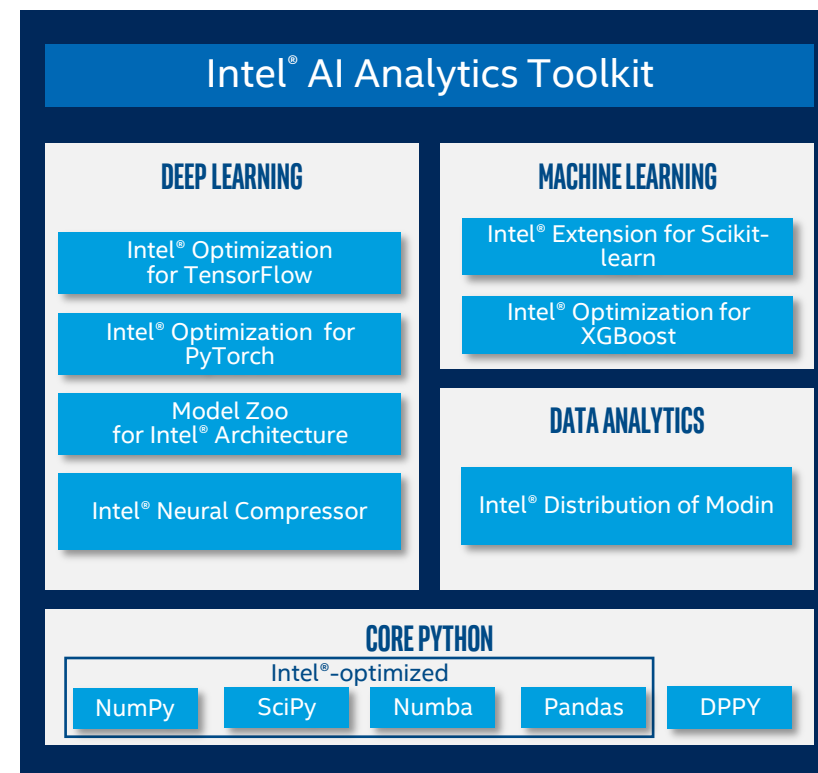 Intel® AI Analytics Toolkit
DEEP LEARNING
Intel® Optimization
for TensorFlow
Intel® Optimization for
PyTorch
Model Zoo
for Intel® Architecture
Intel® Neural Compressor
MACHINE LEARNING
Intel® Extension for Scikit-
learn
Intel® Optimization for
XGBoost
DATA ANALYTICS
Intel® Distribution of Modin
CORE PYTHON
Intel®-optimized
NumPy
SciPy
Numba
Pandas
DPPY